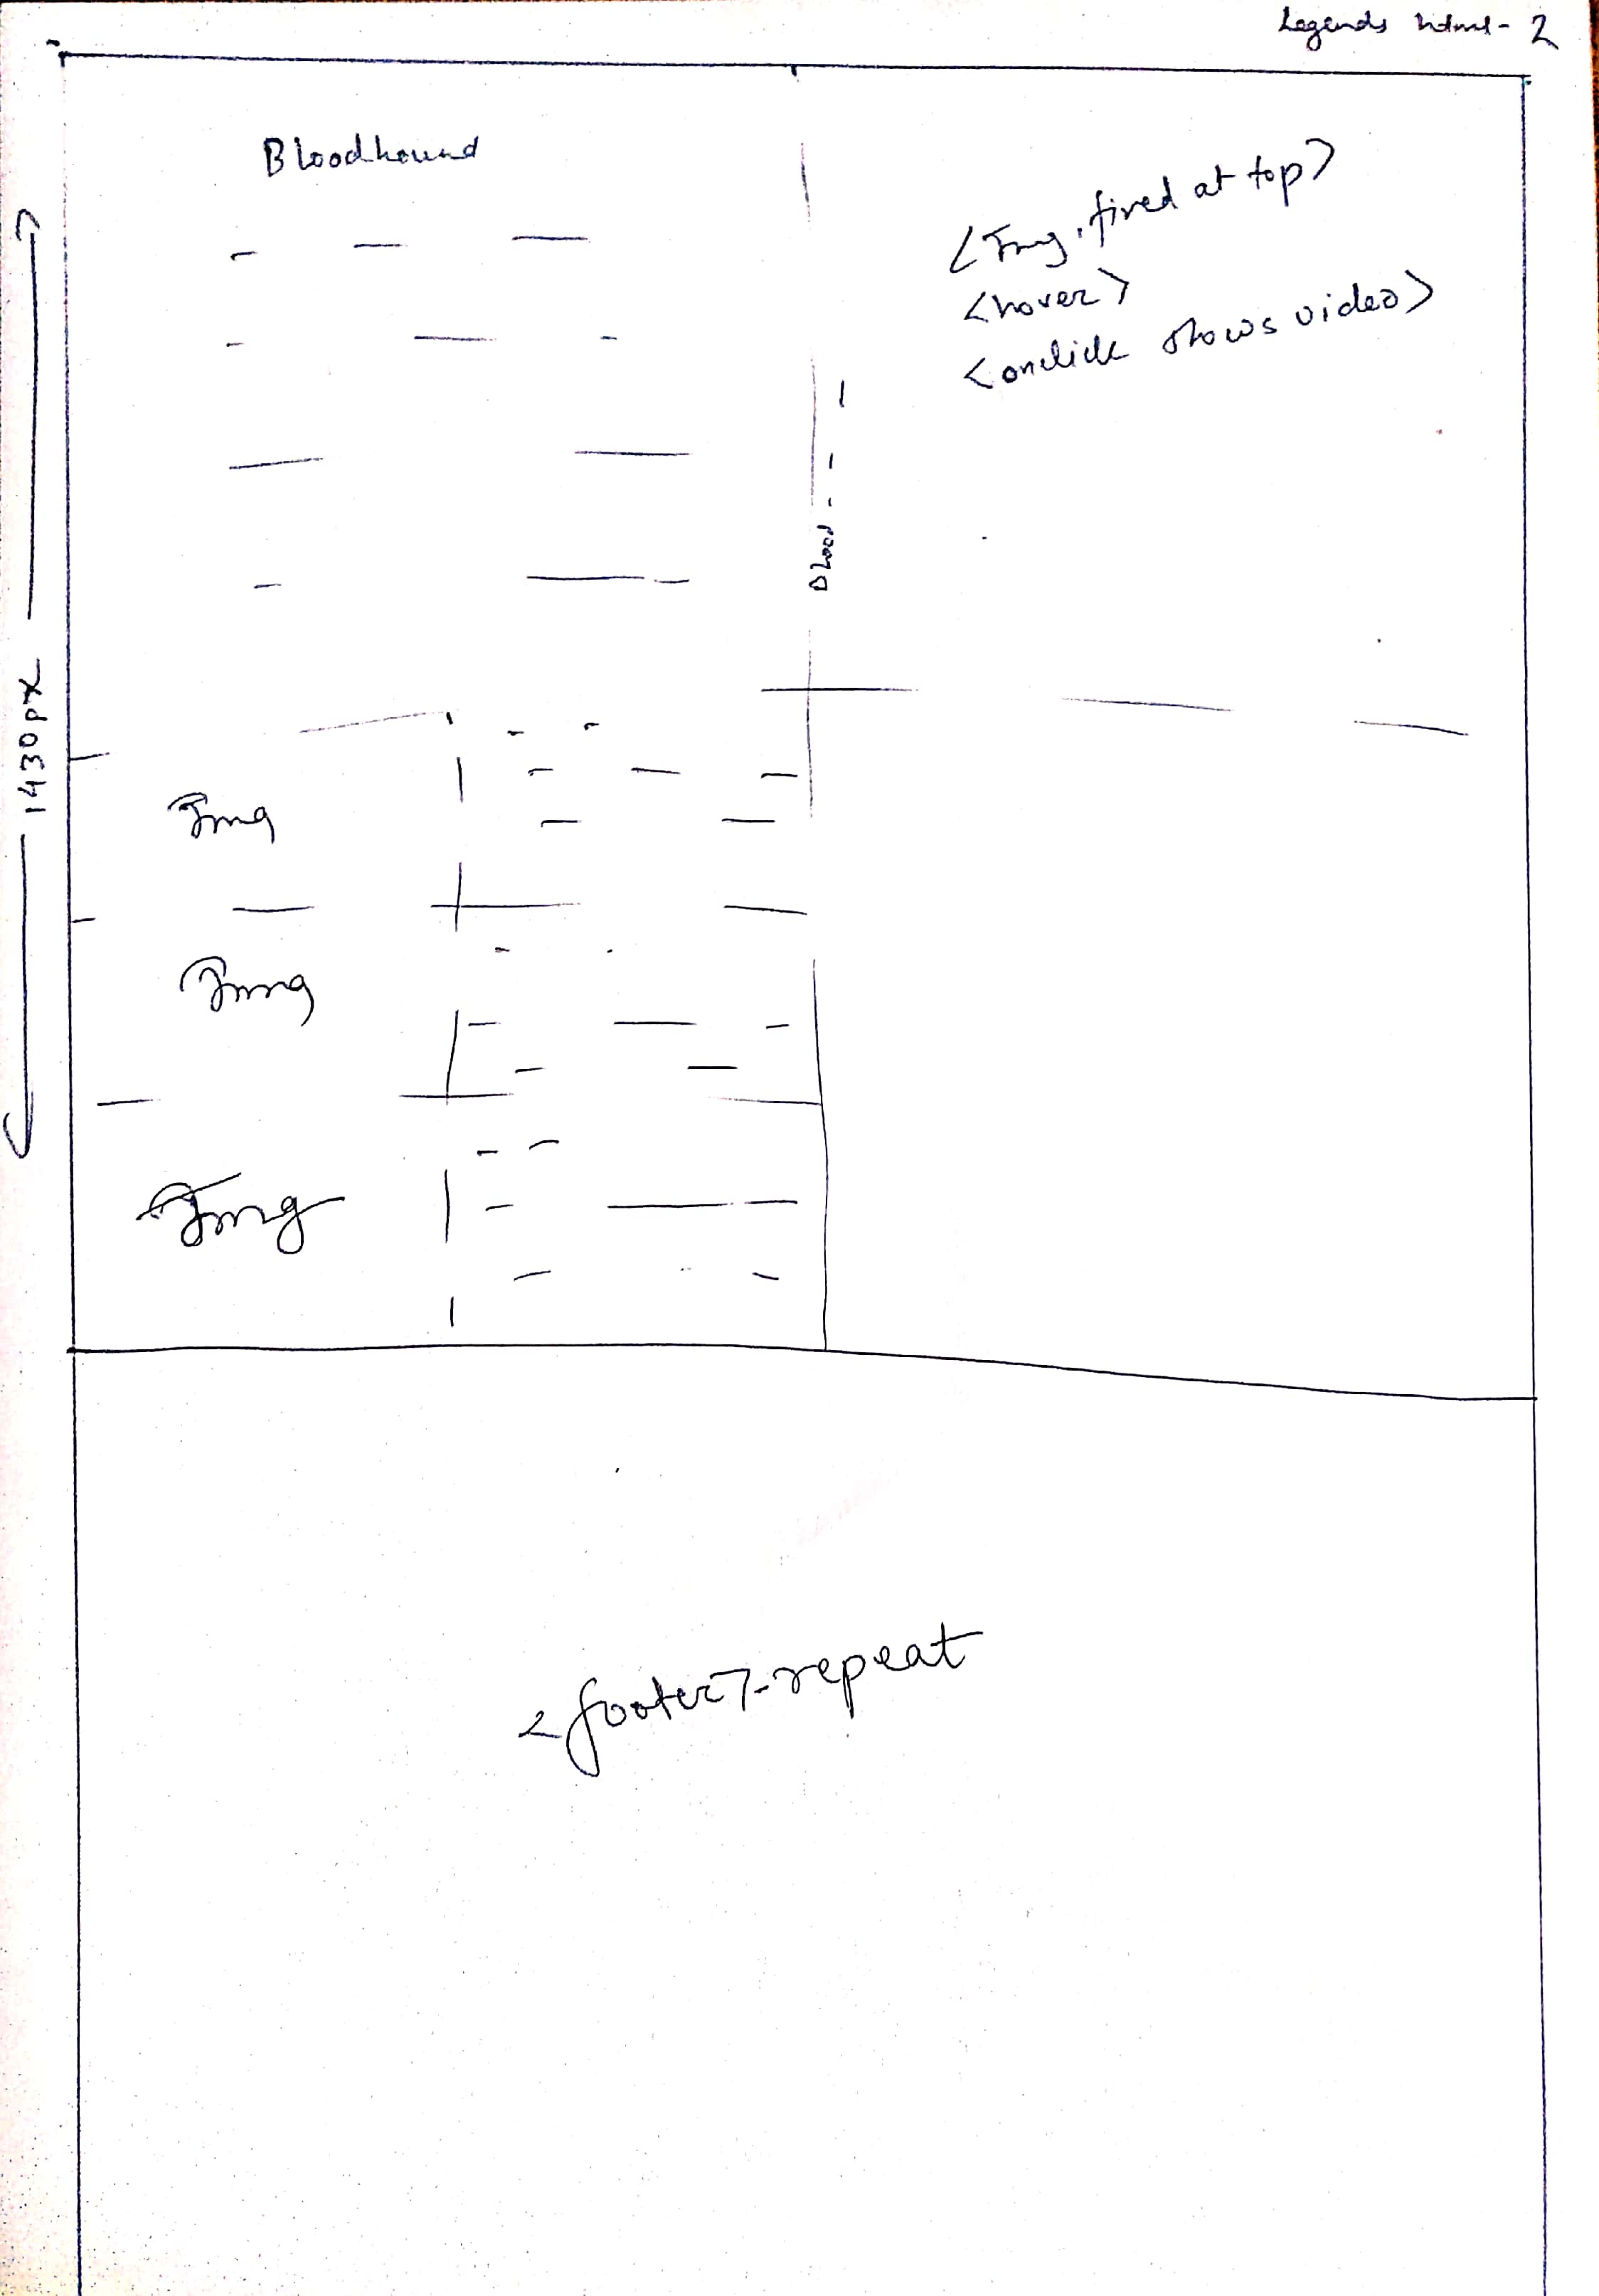 Legends html - 2
Bloodhound
<Img, fixed at top>
<hover>
<onclick shows video>
Blood - - -
1430px
Img
Img
Img
<footer> - repeat